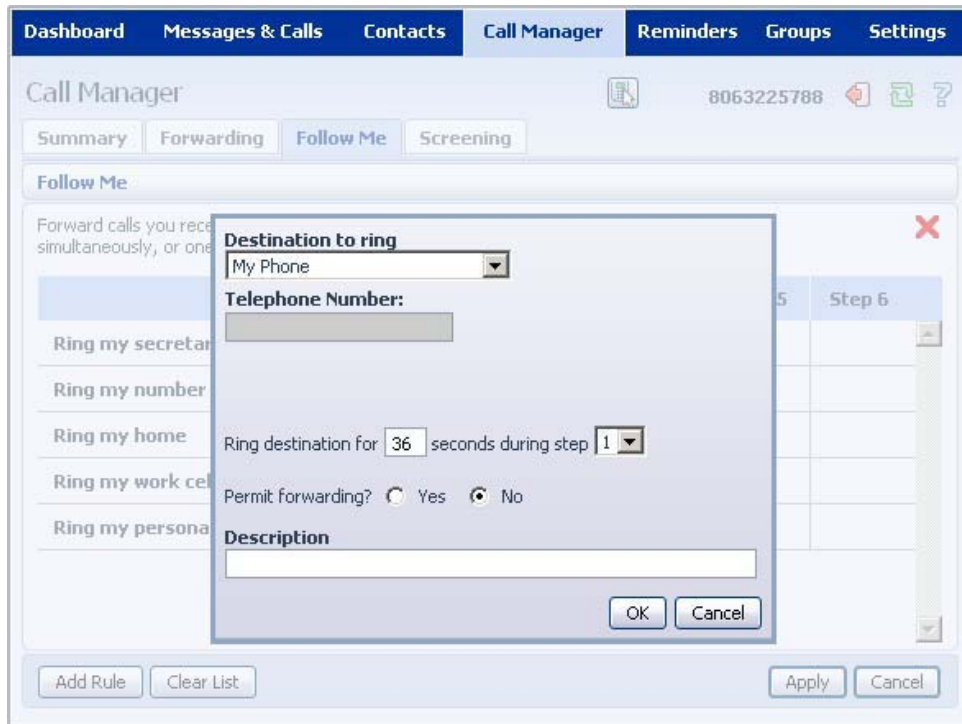 Dashboard Messages & Calls Contacts Call Manager Reminders Groups Settings
Call Manager 8063225788
Summary Forwarding Follow Me Screening
Follow Me
Forward calls you rece
simultaneously, or one
Destination to ring
My Phone
Telephone Number:
5 Step 6
Ring my secretar
Ring my number
Ring my home
Ring my work cel
Ring my persona
Ring destination for 36 seconds during step 1
Permit forwarding? Yes No
Description
OK Cancel
Add Rule Clear List Apply Cancel